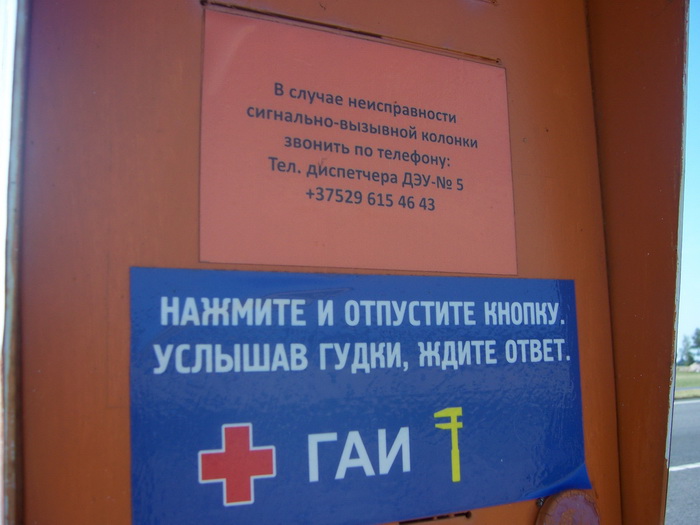 В случае неисправности
сигнально-вызывной колонки
звонить по телефону:
Тел. диспетчера ДЭУ-№ 5
+37529 615 46 43
НАЖМИТЕ И ОТПУСТИТЕ КНОПКУ.
УСЛЫШАВ ГУДКИ, ЖДИТЕ ОТВЕТ.
ГАИ